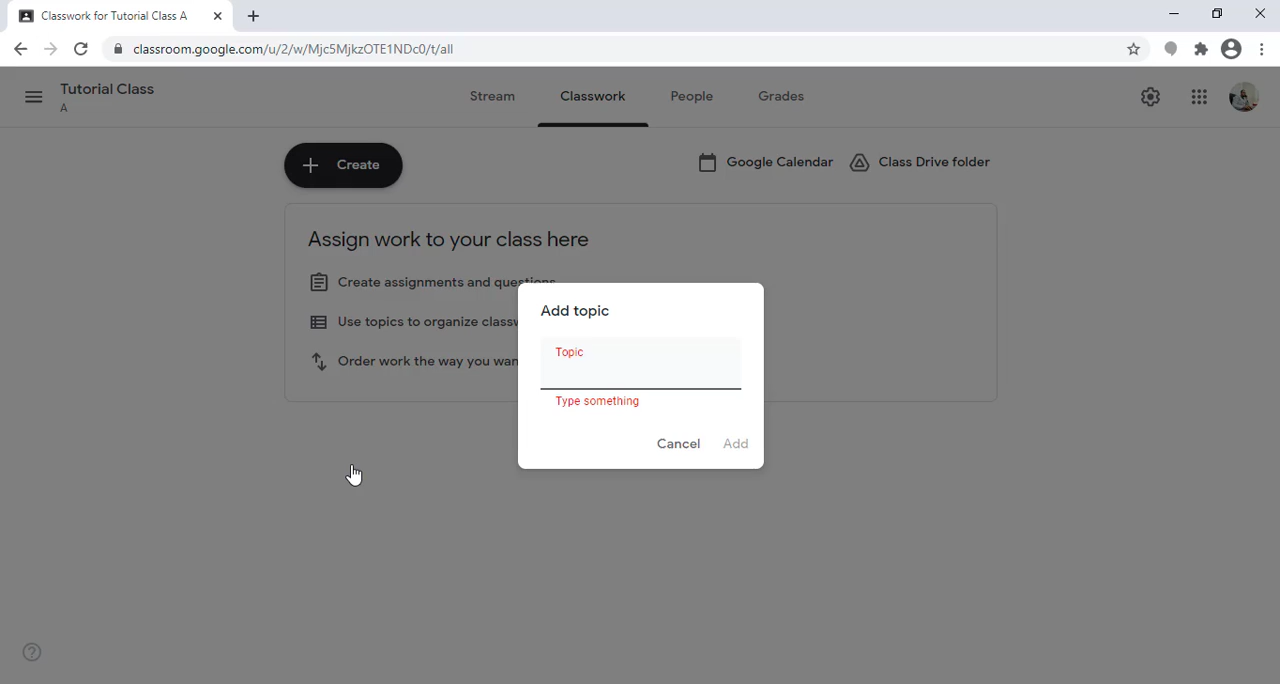 Classwork for Tutorial Class A
classroom.google.com/u/2/w/Mjc5MjkzOTE1NDc0/t/all
Tutorial Class
A
Stream
Classwork
People
Grades
Create
Google Calendar
Class Drive folder
Assign work to your class here
Create assignments and questions
Use topics to organize classw
Order work the way you wan
Add topic
Topic
Type something
Cancel
Add